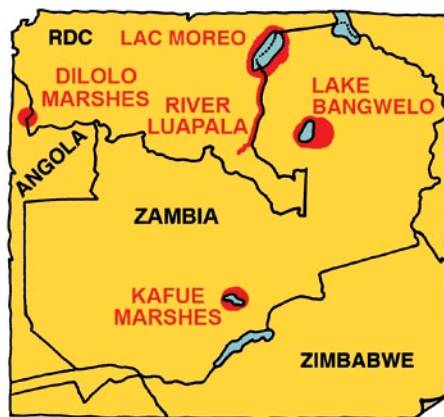 RDC
LAC MOREO
DILOLO
MARSHES
RIVER
LUAPALA
LAKE
BANGWELO
ANGOLA
ZAMBIA
KAFUE
MARSHES
ZIMBABWE